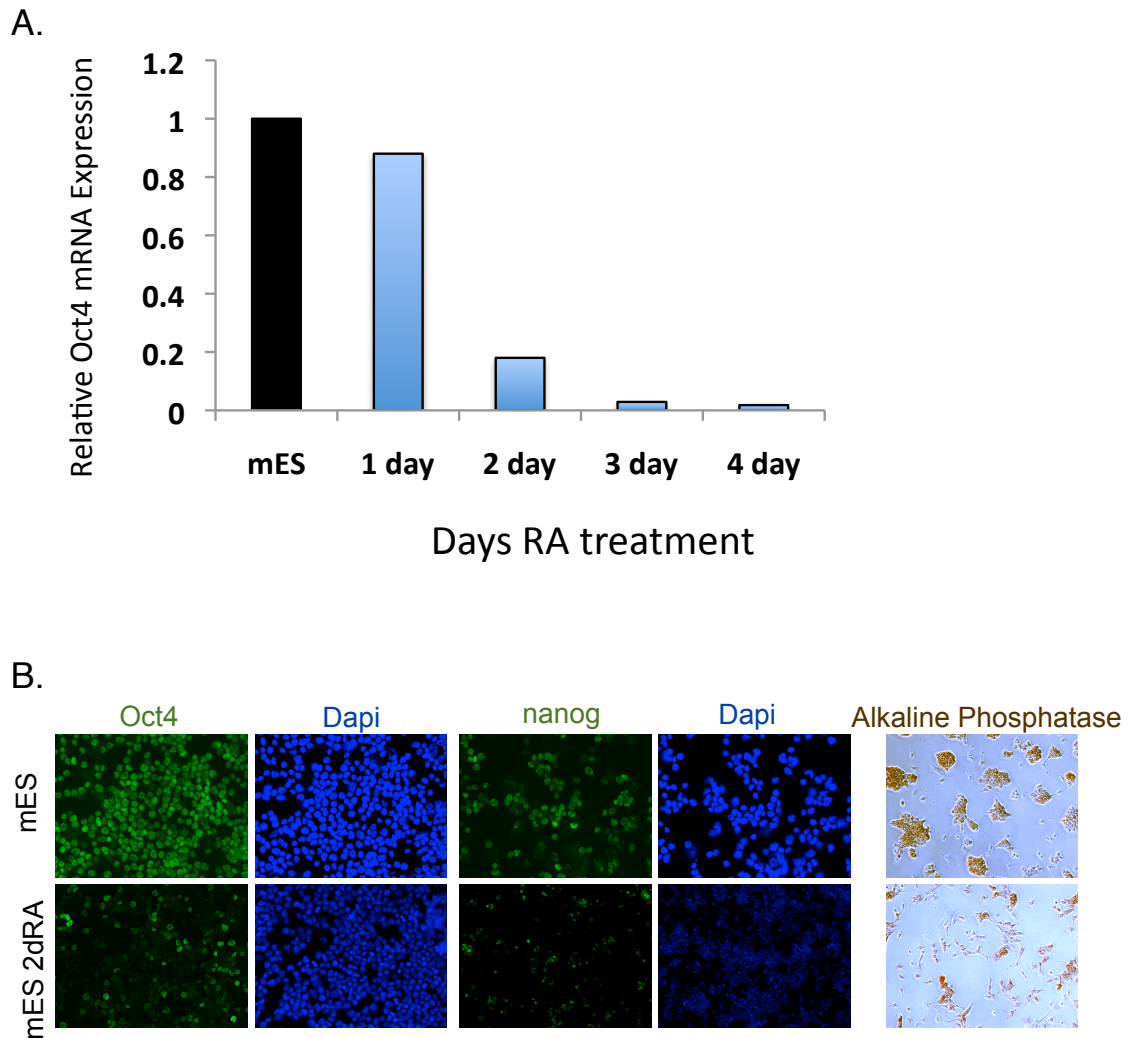 A.
Relative Oct4 mRNA Expression
1.2
1
0.8
0.6
0.4
0.2
0
mES
1 day
2 day
3 day
4 day
Days RA treatment
B.
Oct4
Dapi
nanog
Dapi
Alkaline Phosphatase
mES
mES 2dRA